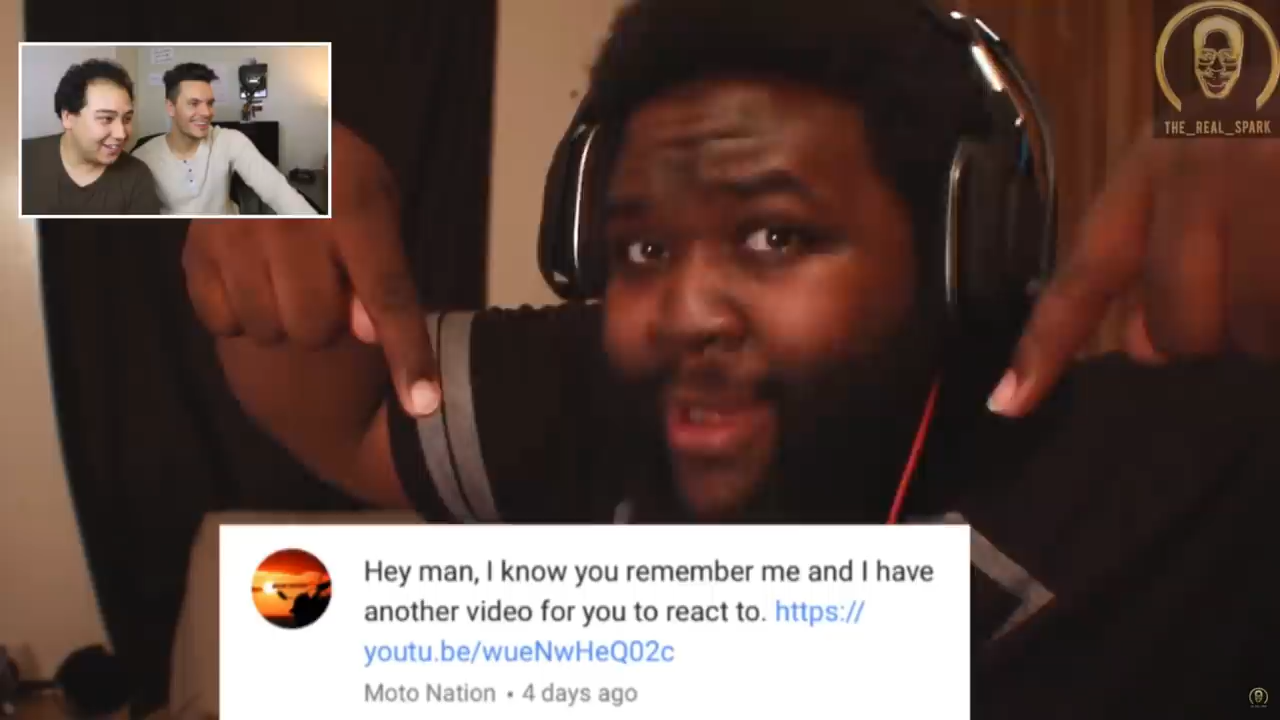 THE_REAL_SPARK
Hey man, I know you remember me and I have
another video for you to react to. https://
youtu.be/wueNwHeQ02c
Moto Nation • 4 days ago